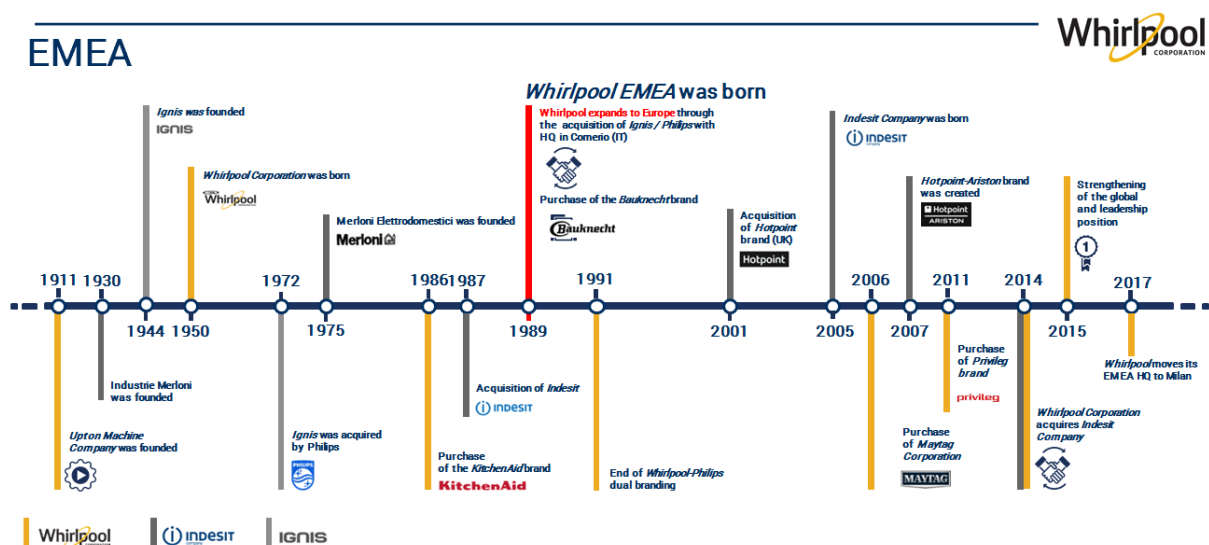 Whirlpool
CORPORATION
EMEA
Whirlpool EMEA was born
Ignis was founded
IGNIS
Whirlpool Corporation was born
Whirlpool
CORPORATION
Merloni Elettrodomestici was founded
Merloni
Whirlpool expands to Europe through
the acquisition of Ignis / Philips with
HQ in Comerio (IT)
Purchase of the Bauknecht brand
Bauknecht
Acquisition
of Hotpoint
brand (UK)
Hotpoint
Indesit Company was born
indesit
company
Hotpoint-Ariston brand
was created
Hotpoint
ARISTON
Strengthening
of the global
and leadership
position
1
1911 1930 1972 1986 1987 1991 2006 2011 2014 2017
1944 1950 1975 1989 2001 2005 2007 2015
Industrie Merloni
was founded
Upton Machine
Company was founded
Ignis was acquired
by Philips
PHILIPS
Acquisition of Indesit
indesit
Purchase
of the KitchenAid brand
KitchenAid
End of Whirlpool-Philips
dual branding
Purchase
of Maytag
Corporation
MAYTAG
Purchase
of Privileg
brand
privileg
Whirlpool Corporation
acquires Indesit
Company
Whirlpool moves its
EMEA HQ to Milan
Whirlpool
CORPORATION
indesit
company
IGNIS